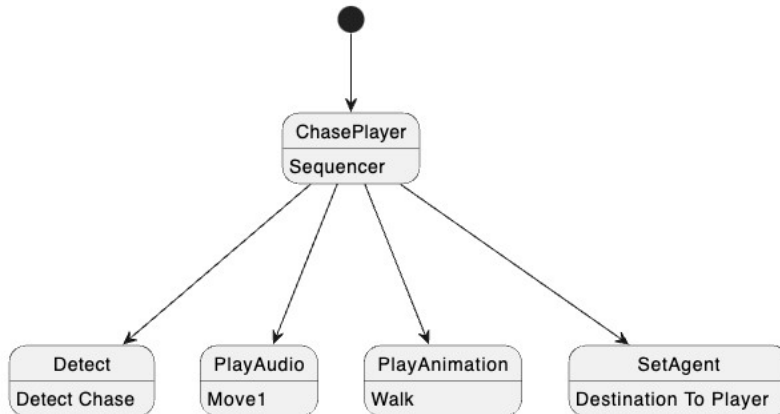 ChasePlayer
Sequencer
Detect
Detect Chase
PlayAudio
Move1
PlayAnimation
Walk
SetAgent
Destination To Player